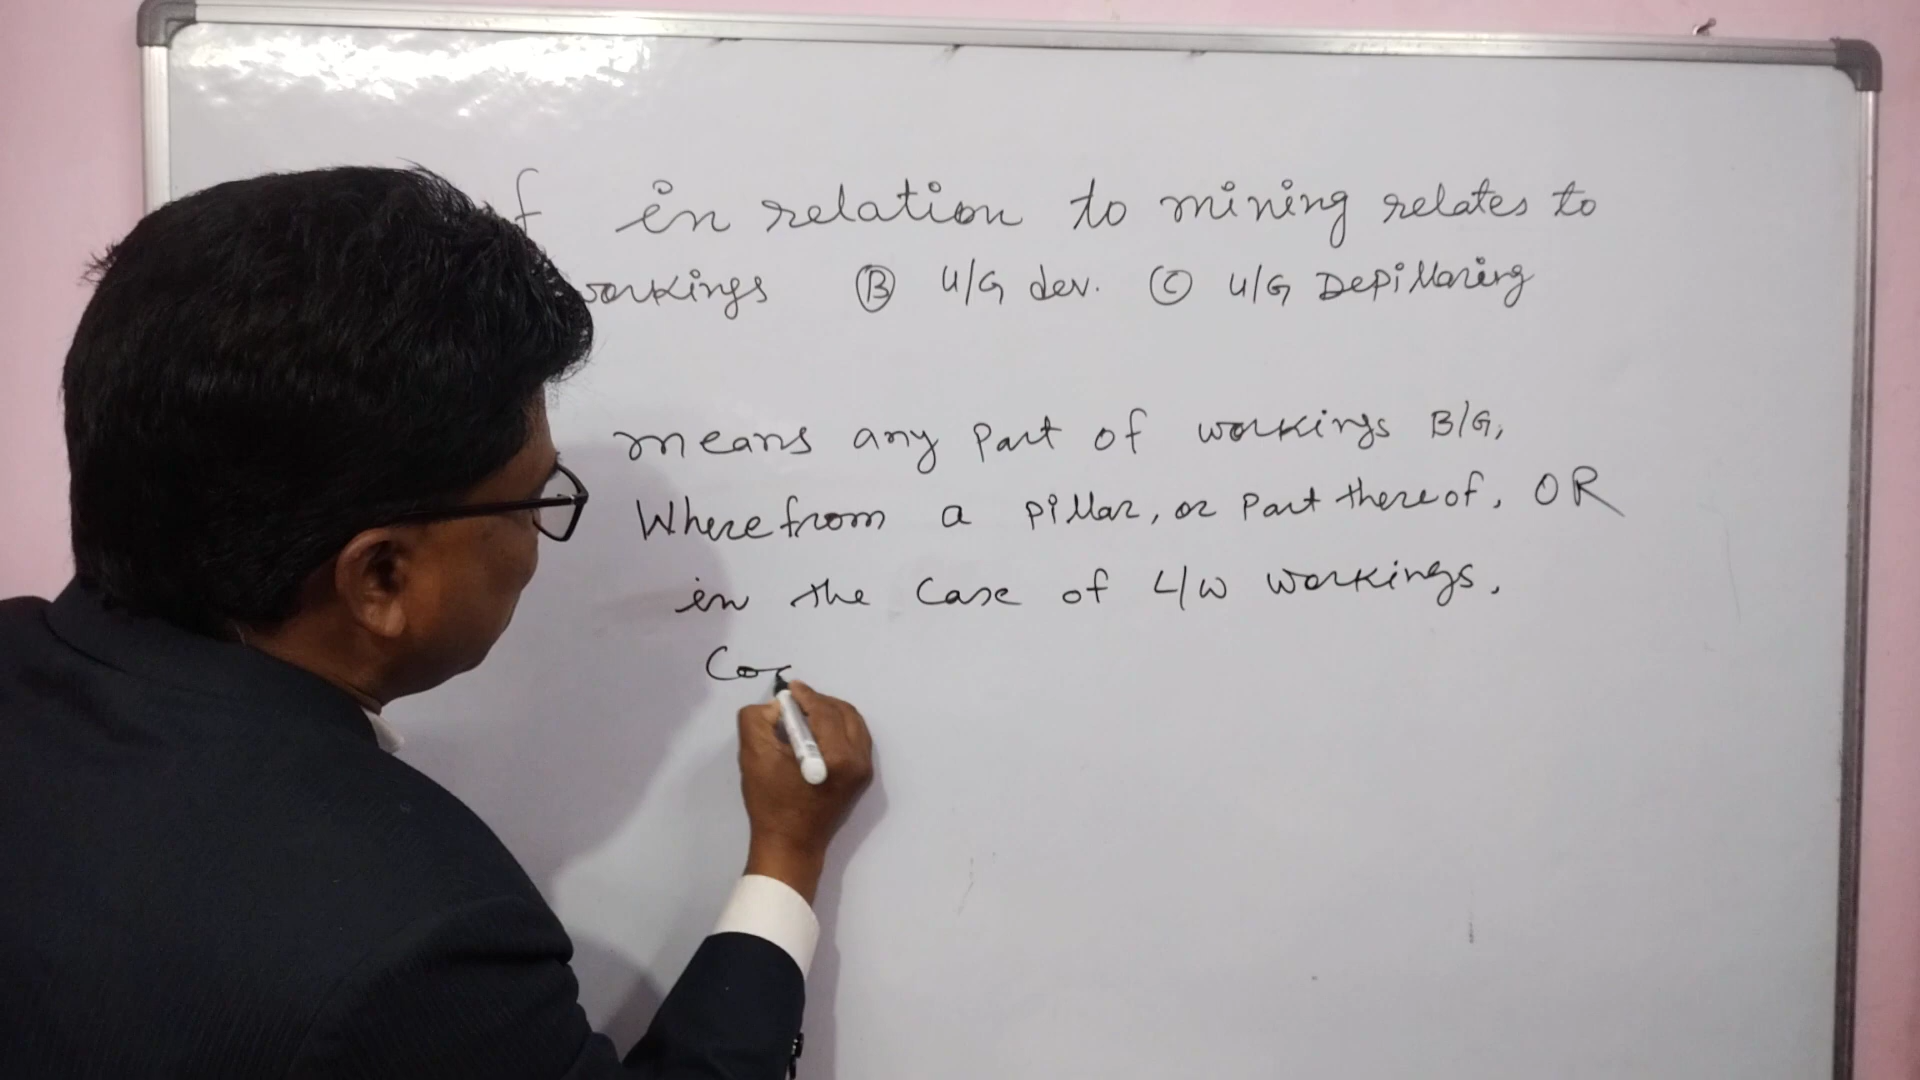 in relation to mining relates to
workings Ⓑ U/G dev. Ⓒ U/G Depillaring
means any part of workings B/G,
Wherefrom a pillar, or part thereof, OR
in the case of L/W workings,
Co